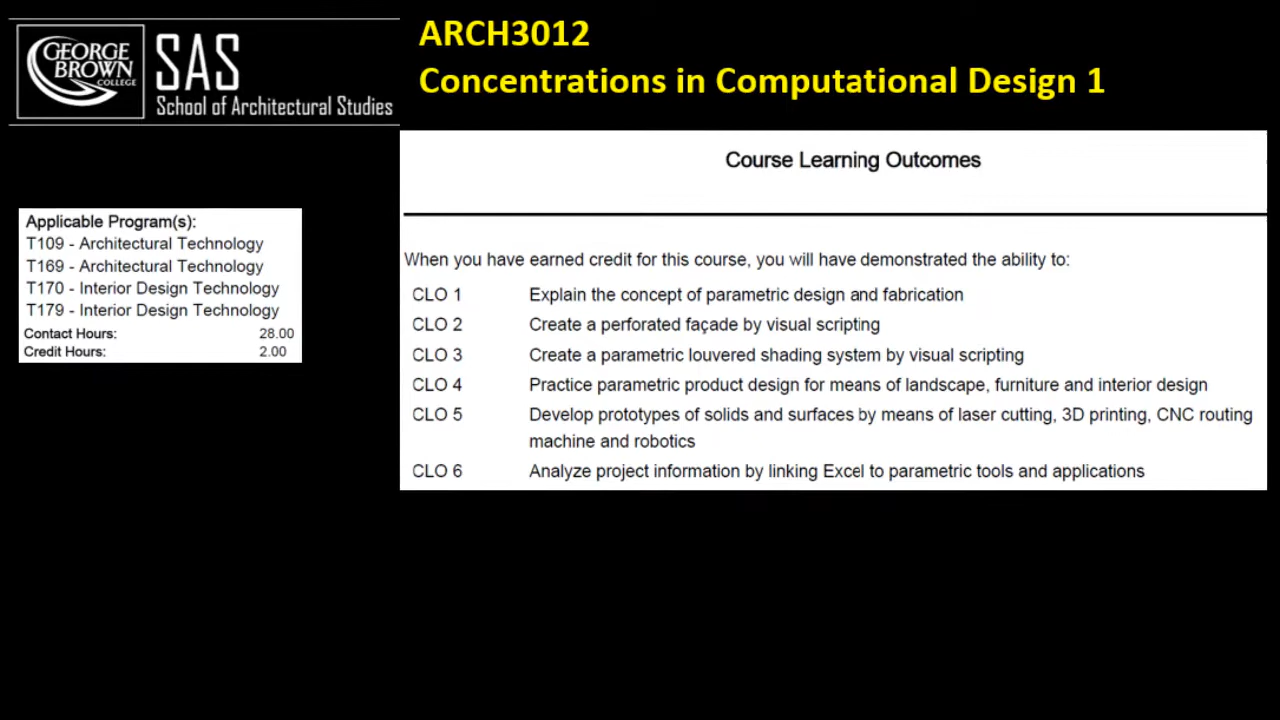 GEORGE
BROWN
COLLEGE
SAS
School of Architectural Studies
ARCH3012
Concentrations in Computational Design 1
Applicable Program(s):
T109 - Architectural Technology
T169 - Architectural Technology
T170 - Interior Design Technology
T179 - Interior Design Technology
Contact Hours: 28.00
Credit Hours: 2.00
Course Learning Outcomes
When you have earned credit for this course, you will have demonstrated the ability to:
CLO 1 Explain the concept of parametric design and fabrication
CLO 2 Create a perforated façade by visual scripting
CLO 3 Create a parametric louvered shading system by visual scripting
CLO 4 Practice parametric product design for means of landscape, furniture and interior design
CLO 5 Develop prototypes of solids and surfaces by means of laser cutting, 3D printing, CNC routing
machine and robotics
CLO 6 Analyze project information by linking Excel to parametric tools and applications